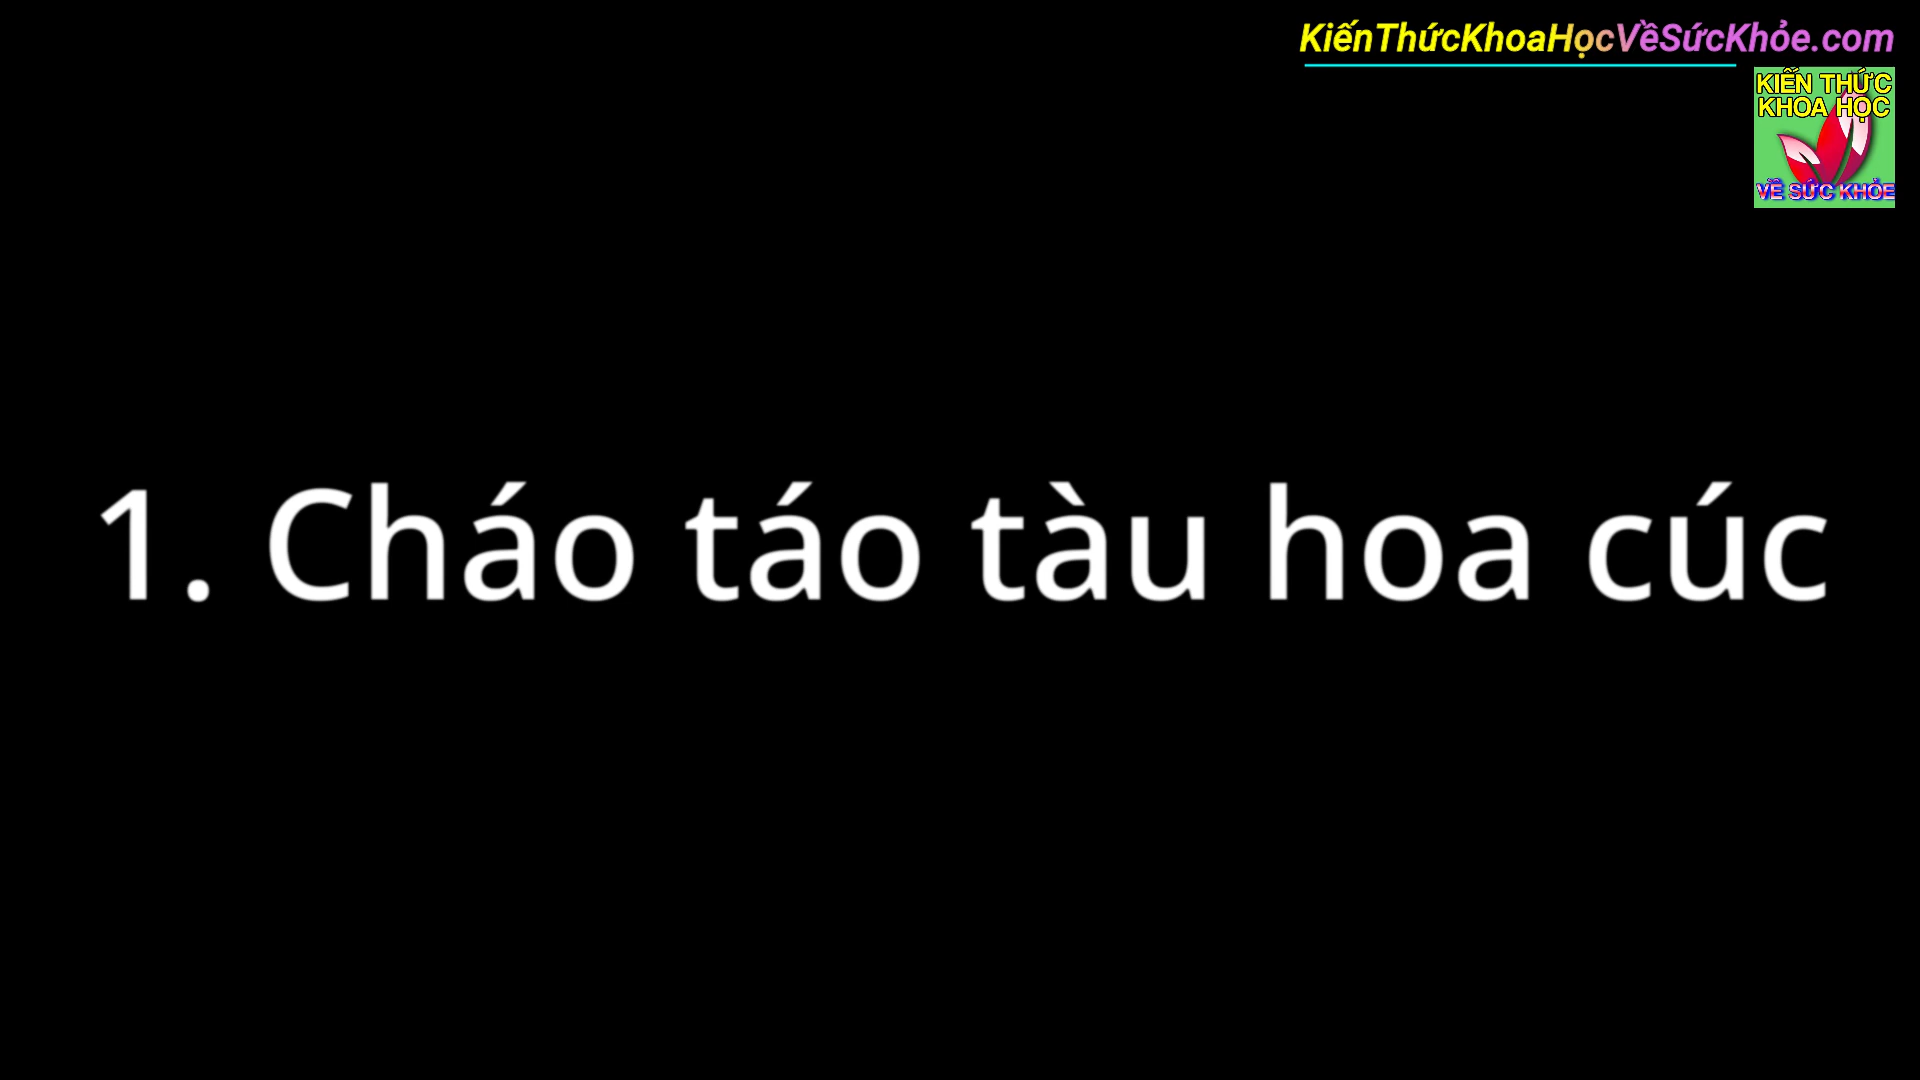 KiếnThứcKhoaHọcVềSứcKhỏe.com
KIẾN THỨC
KHOA HỌC
VỀ SỨC KHỎE
1. Cháo táo tàu hoa cúc